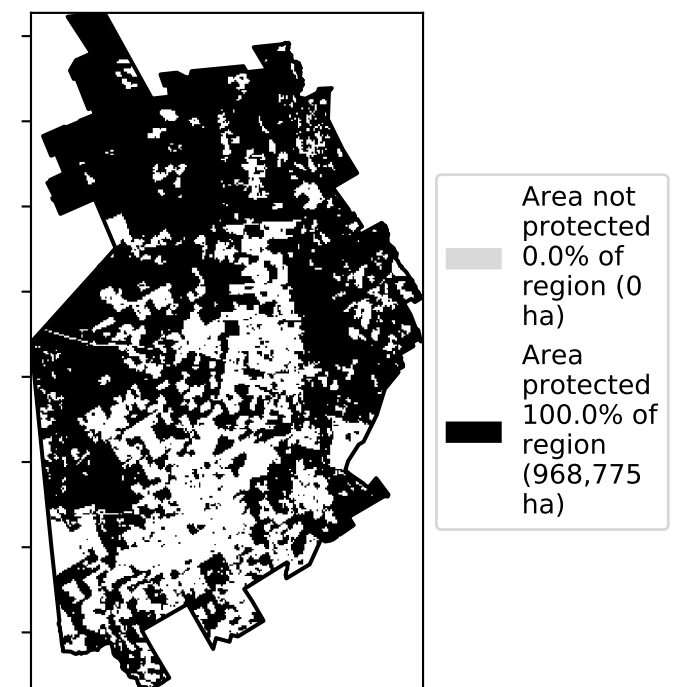 Area not
protected
0.0% of
region (0
ha)
Area
protected
100.0% of
region
(968,775
ha)